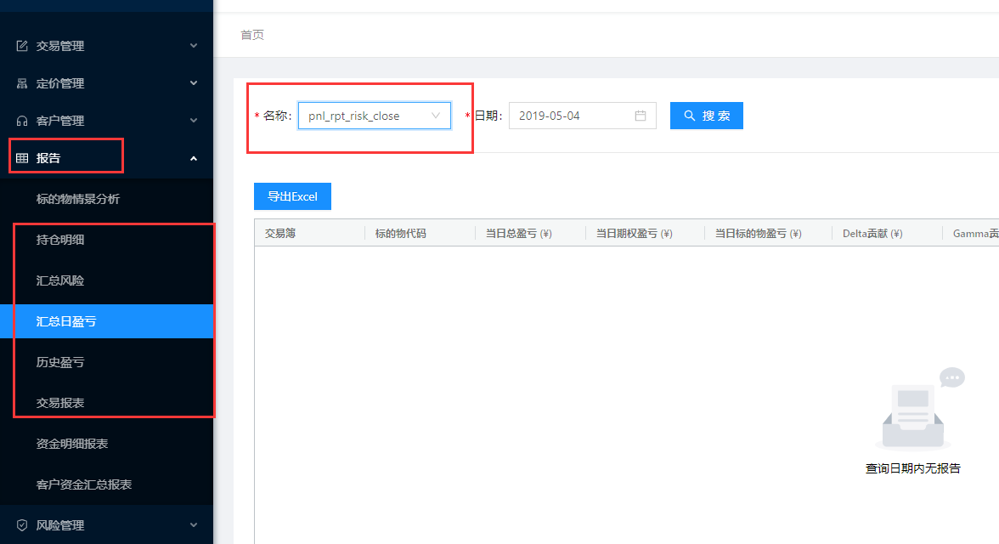 交易管理
定价管理
客户管理
报告
标的物情景分析
持仓明细
汇总风险
汇总日盈亏
历史盈亏
交易报表
资金明细报表
客户资金汇总报表
风险管理
首页
* 名称: pnl_rpt_risk_close * 日期: 2019-05-04 搜 索
导出Excel
交易簿 标的物代码 当日总盈亏 (¥) 当日期权盈亏 (¥) 当日标的物盈亏 (¥) Delta贡献 (¥) Gamma贡
查询日期内无报告